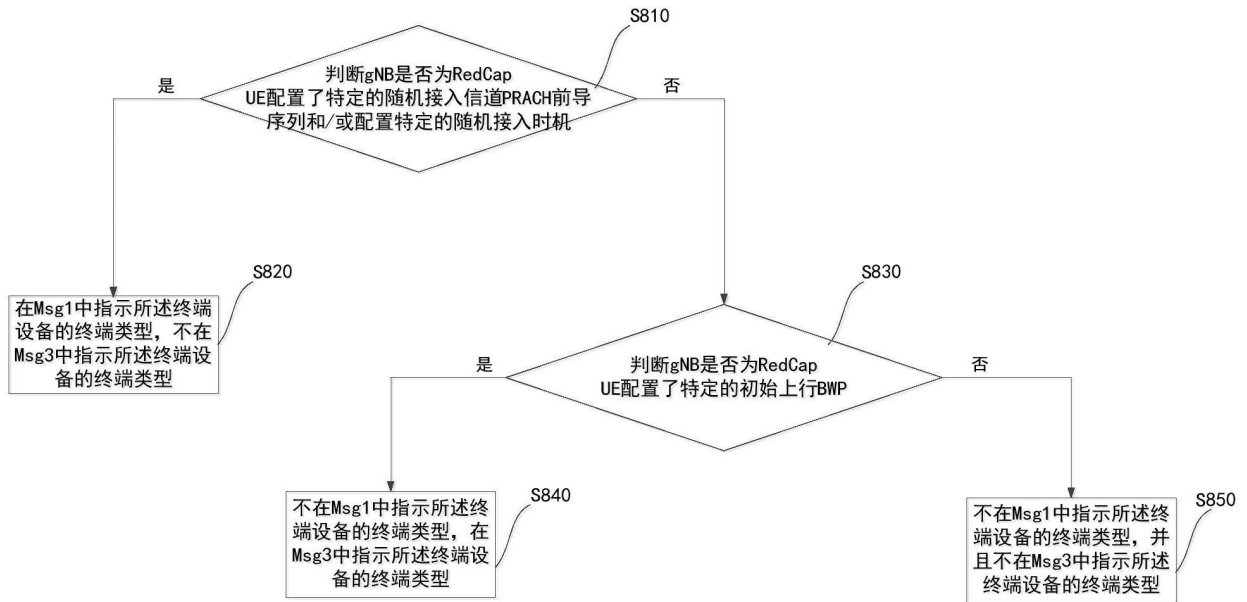 S810
判断gNB是否为RedCap
UE配置了特定的随机接入信道PRACH前导
序列和/或配置特定的随机接入时机
是
否
S820
在Msg1中指示所述终端
设备的终端类型，不在
Msg3中指示所述终端设
备的终端类型
S830
判断gNB是否为RedCap
UE配置了特定的初始上行BWP
是
否
S840
不在Msg1中指示所述终
端设备的终端类型，在
Msg3中指示所述终端设
备的终端类型
S850
不在Msg1中指示所述终
端设备的终端类型，并
且不在Msg3中指示所述
终端设备的终端类型